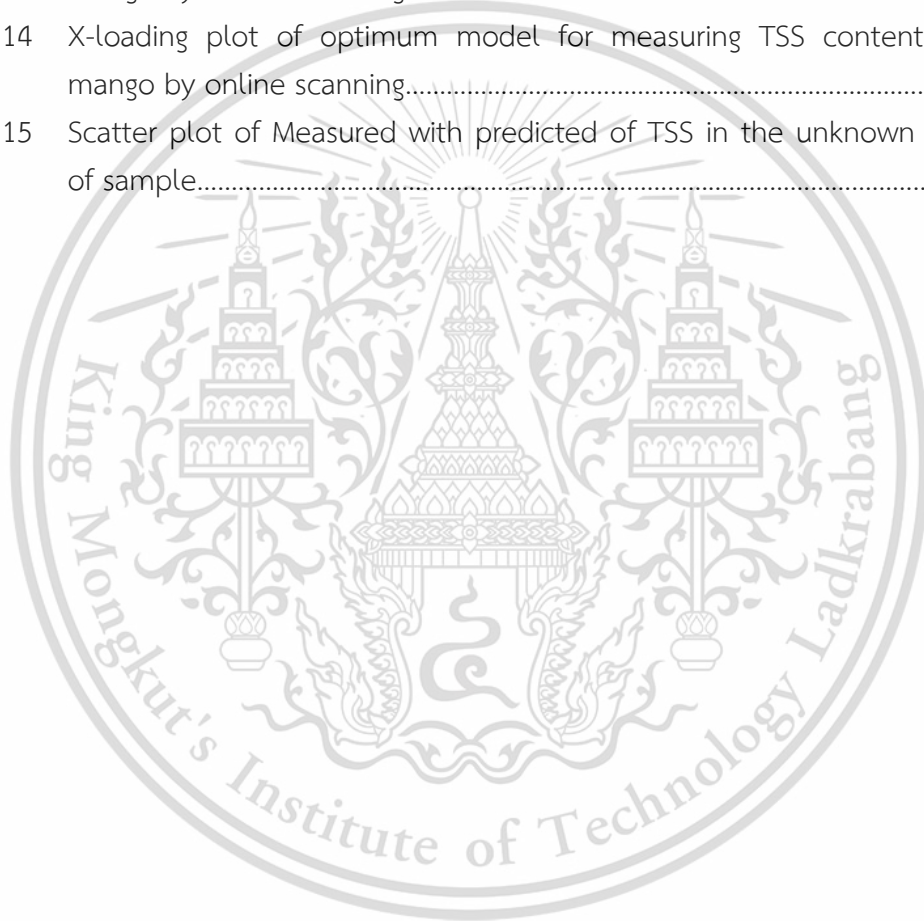 14 X-loading plot of optimum model for measuring TSS content
mango by online scanning
15 Scatter plot of Measured with predicted of TSS in the unknown
of sample
King Mongkut's Institute of Technology Ladkrabang